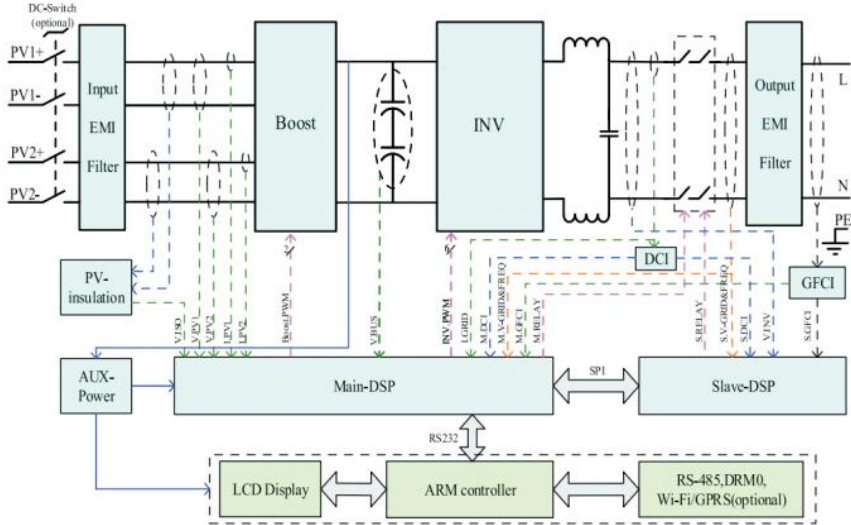 DC-Switch
(optional)
PV1+
PV1-
PV2+
PV2-
Input
EMI
Filter
Boost
INV
Output
EMI
Filter
L
N
PE
PV-
insulation
DCI
GFCI
2
6
V.ISO
V.PV1
V.PV2
I.PV1
I.PV2
Boost.PWM
V.BUS
INV.PWM
I.GRID
M.DCI
M.V-GRID&FREQ
M.GFCI
M.RELAY
S.RELAY
S.V-GRID&FREQ
S.DCI
V.INV
S.GFCI
AUX-
Power
Main-DSP
SPI
Slave-DSP
RS232
LCD Display
ARM controller
RS-485,DRM0,
Wi-Fi/GPRS(optional)